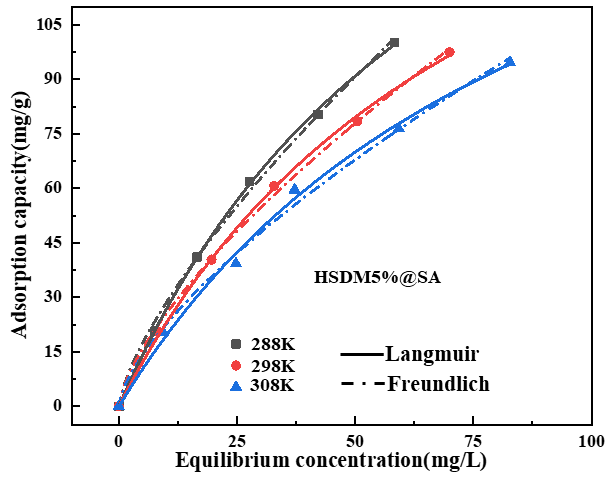 Adsorption capacity(mg/g)
105
90
75
60
45
30
15
0
HSDM5%@SA
288K
298K
308K
Langmuir
Freundlich
0 25 50 75 100
Equilibrium concentration(mg/L)